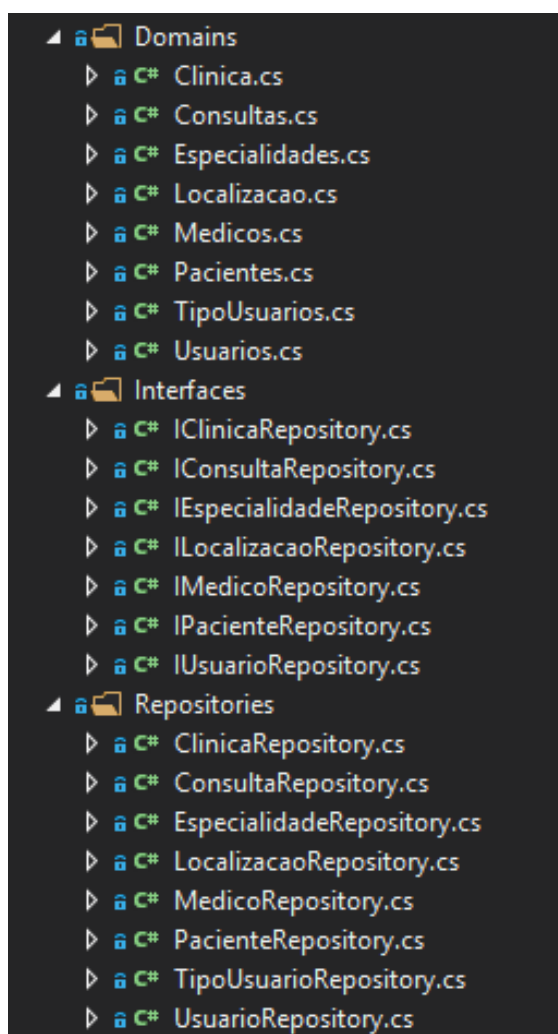 Domains
C# Clinica.cs
C# Consultas.cs
C# Especialidades.cs
C# Localizacao.cs
C# Medicos.cs
C# Pacientes.cs
C# TipoUsuarios.cs
C# Usuarios.cs
Interfaces
C# IClinicaRepository.cs
C# IConsultaRepository.cs
C# IEspecialidadeRepository.cs
C# ILocalizacaoRepository.cs
C# IMedicoRepository.cs
C# IPacienteRepository.cs
C# IUsuarioRepository.cs
Repositories
C# ClinicaRepository.cs
C# ConsultaRepository.cs
C# EspecialidadeRepository.cs
C# LocalizacaoRepository.cs
C# MedicoRepository.cs
C# PacienteRepository.cs
C# TipoUsuarioRepository.cs
C# UsuarioRepository.cs